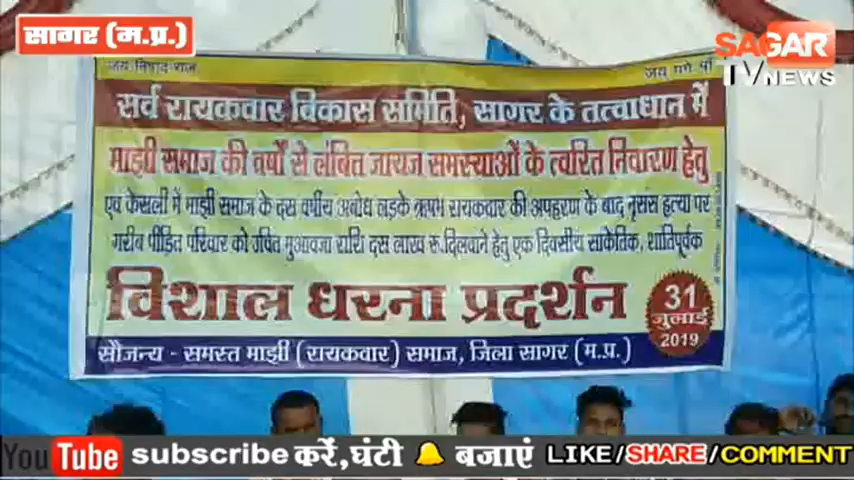 सागर (म.प्र.)
SAGAR
TV NEWS
जय निषाद राज
सर्व रायकवार विकास समिति, सागर के तत्वाधान में
माझी समाज की वर्षो से लंबित जायज समस्याओं के त्वरित निवारण हेतु
एवं केसली में माझी समाज के दस वर्षीय अबोध लड़के ऋषभ रायकवार की अपहरण के बाद नृसंस हत्या पर
गरीब पीड़ित परिवार को उचित मुआवजा राशि दस लाख रू. दिलवाने हेतु एक दिवसीय सांकेतिक, शांतिपूर्वक
विशाल धरना प्रदर्शन
31
जुलाई
2019
सौजन्य - समस्त माझी (रायकवार) समाज, जिला सागर (म.प्र.)
YouTube subscribe करें, घंटी बजाएं LIKE/SHARE/COMMENT